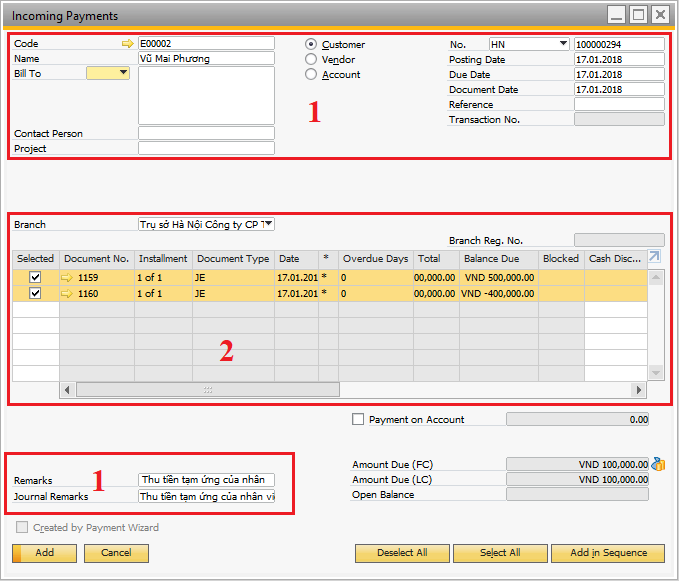 Incoming Payments
Code E00002
Name Vũ Mai Phương
Bill To
Contact Person
Project
Customer
Vendor
Account
1
No. HN 100000294
Posting Date 17.01.2018
Due Date 17.01.2018
Document Date 17.01.2018
Reference
Transaction No.
Branch Trụ sở Hà Nội Công ty CP T
Branch Reg. No.
Selected Document No. Installment Document Type Date * Overdue Days Total Balance Due Blocked Cash Disc...
1159 1 of 1 JE 17.01.201 * 0 00,000.00 VND 500,000.00
1160 1 of 1 JE 17.01.201 * 0 00,000.00 VND -400,000.00
2
Payment on Account 0.00
1
Remarks Thu tiền tạm ứng của nhân
Journal Remarks Thu tiền tạm ứng của nhân vi
Amount Due (FC) VND 100,000.00
Amount Due (LC) VND 100,000.00
Open Balance
Created by Payment Wizard
Add Cancel Deselect All Select All Add in Sequence